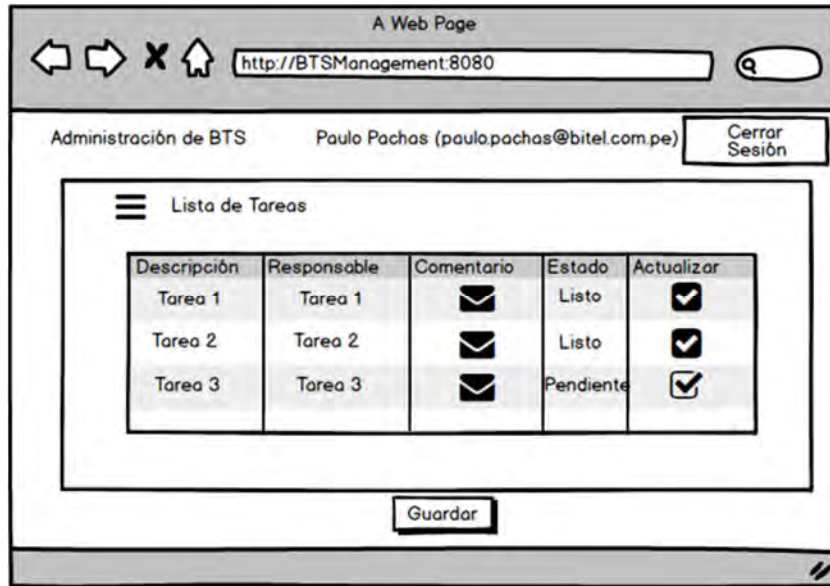 A Web Page
http://BTSManagement:8080
Administración de BTS Paulo Pachas (paulo.pachas@bitel.com.pe) Cerrar Sesión
Lista de Tareas
Descripción Responsable Comentario Estado Actualizar
Tarea 1 Tarea 1 Listo
Tarea 2 Tarea 2 Listo
Tarea 3 Tarea 3 Pendiente
Guardar